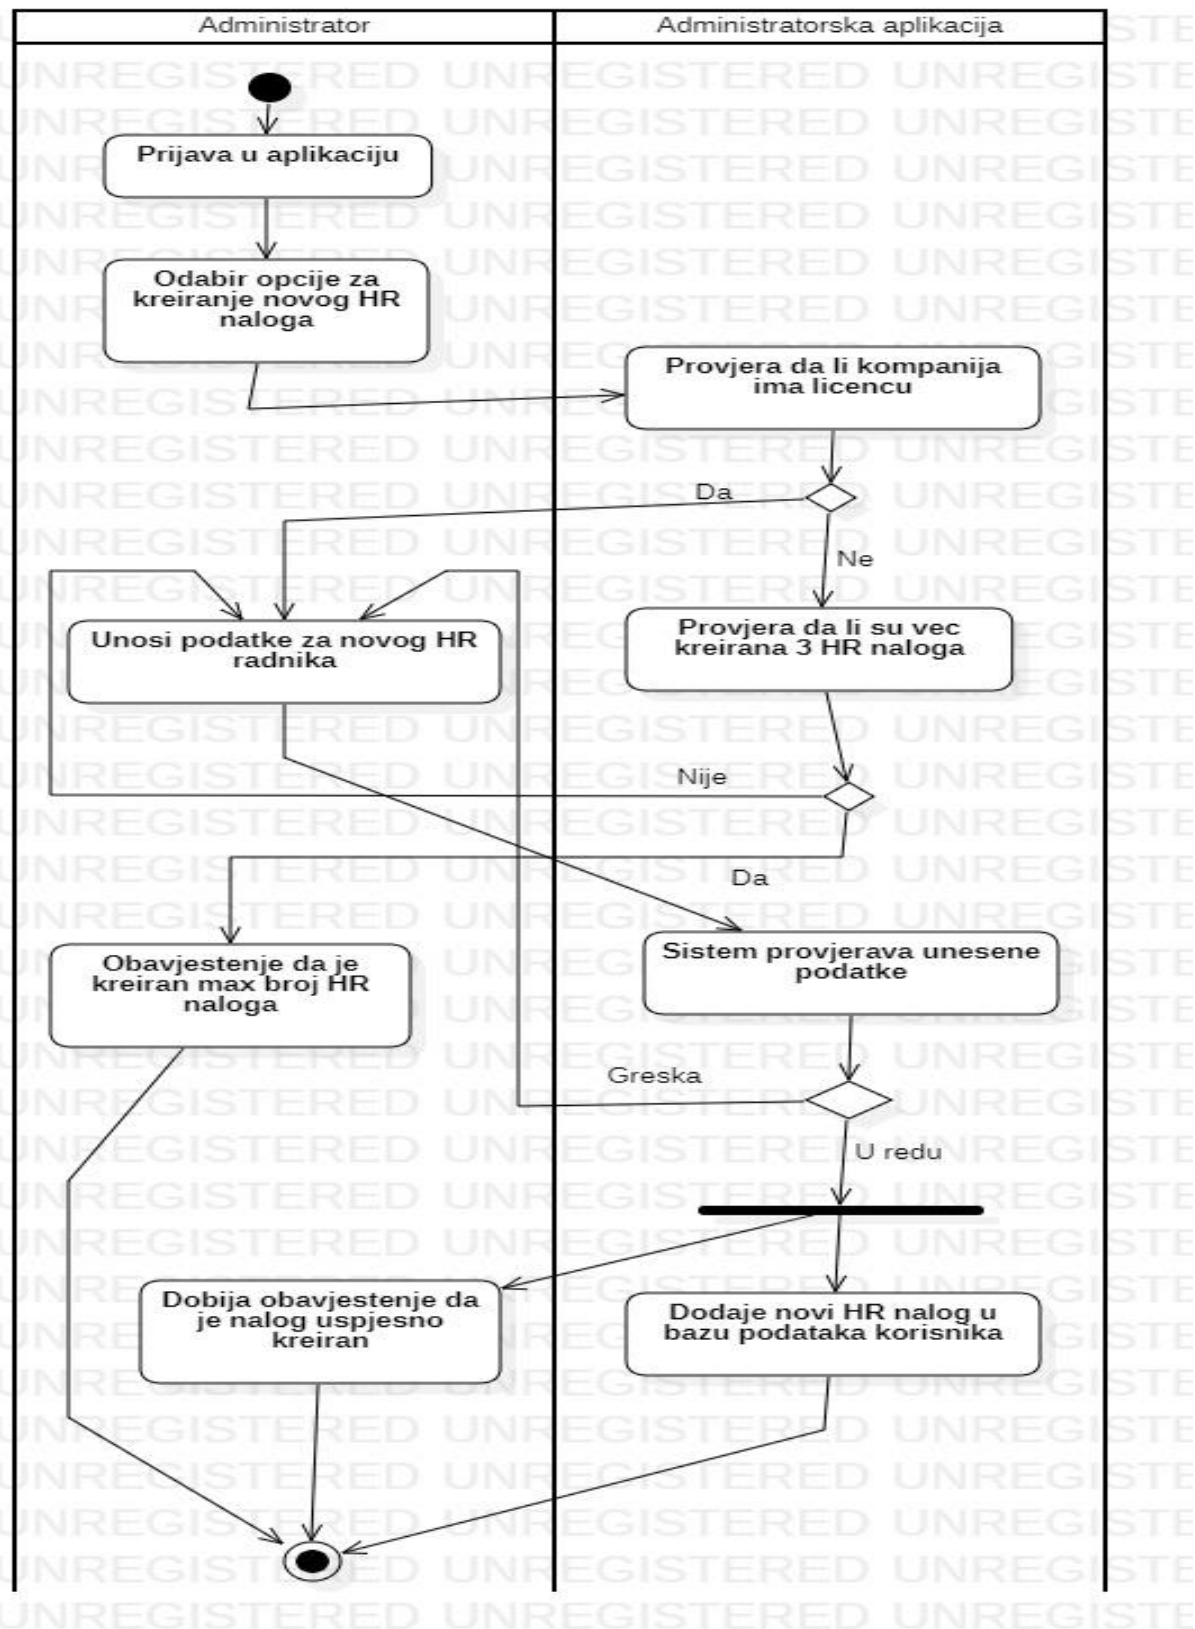 Administrator
Administratorska aplikacija
Prijava u aplikaciju
Odabir opcije za
kreiranje novog HR
naloga
Provjera da li kompanija
ima licencu
Da
Ne
Unosi podatke za novog HR
radnika
Provjera da li su vec
kreirana 3 HR naloga
Nije
Da
Obavjestenje da je
kreiran max broj HR
naloga
Sistem provjerava unesene
podatke
Greska
U redu
Dobija obavjestenje da
je nalog uspjesno
kreiran
Dodaje novi HR nalog u
bazu podataka korisnika
UNREGISTERED